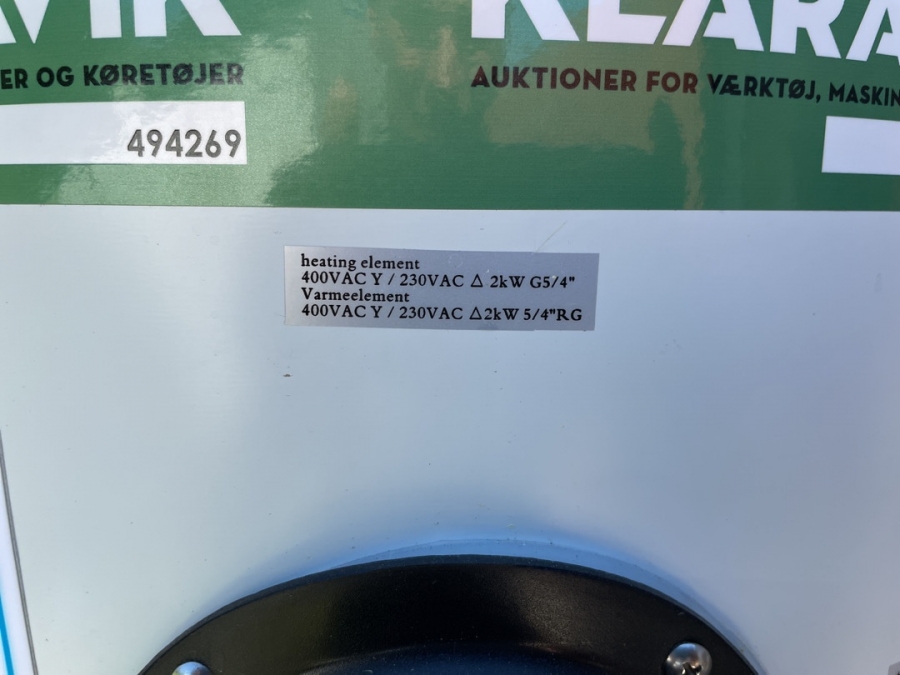 ER OG KØRETØJER
AUKTIONER FOR VÆRKTØJ, MASKIN
494269
heating element
400VAC Y / 230VAC Δ 2kW G5/4"
Varmeelement
400VAC Y / 230VAC Δ2kW 5/4"RG